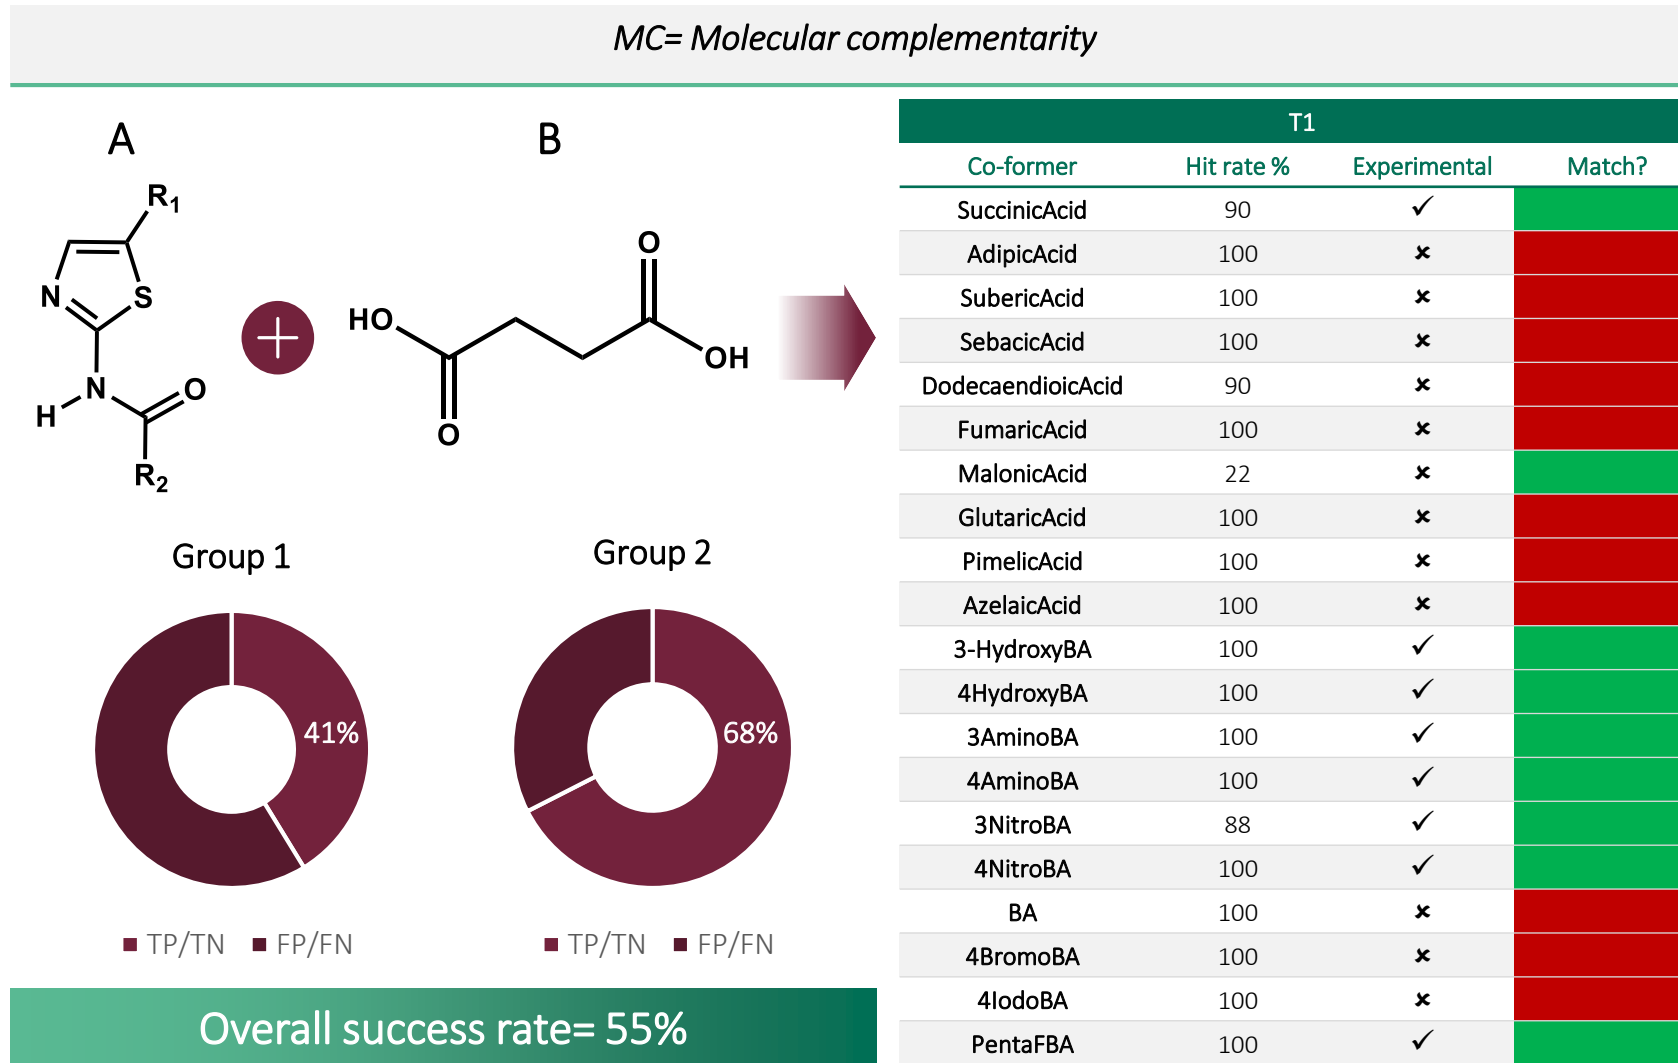 MC= Molecular complementarity
A
B
R1
N
S
N
H
O
R2
HO
O
O
OH
Group 1
Group 2
41%
68%
TP/TN FP/FN
TP/TN FP/FN
Overall success rate= 55%
T1
Co-former Hit rate % Experimental Match?
SuccinicAcid 90 ✓
AdipicAcid 100 ✘
SubericAcid 100 ✘
SebacicAcid 100 ✘
DodecaendioicAcid 90 ✘
FumaricAcid 100 ✘
MalonicAcid 22 ✘
GlutaricAcid 100 ✘
PimelicAcid 100 ✘
AzelaicAcid 100 ✘
3-HydroxyBA 100 ✓
4HydroxyBA 100 ✓
3AminoBA 100 ✓
4AminoBA 100 ✓
3NitroBA 88 ✓
4NitroBA 100 ✓
BA 100 ✘
4BromoBA 100 ✘
4IodoBA 100 ✘
PentaFBA 100 ✓